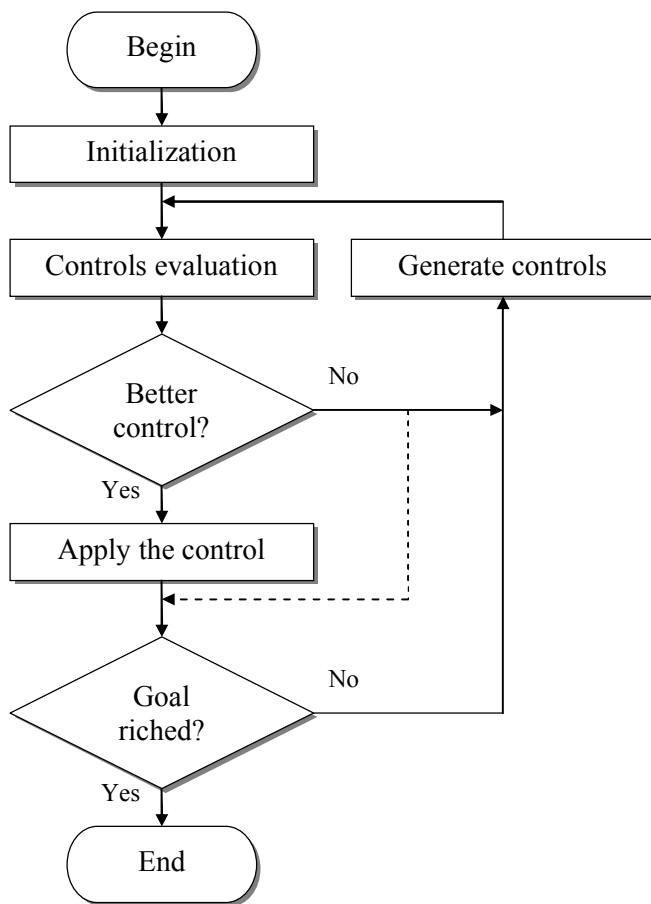 Begin
Initialization
Controls evaluation
Generate controls
No
Better
control?
Yes
Apply the control
No
Goal
riched?
Yes
End